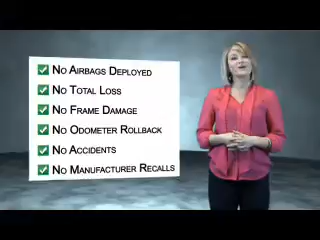 No Airbags Deployed
No Total Loss
No Frame Damage
No Odometer Rollback
No Accidents
No Manufacturer Recalls